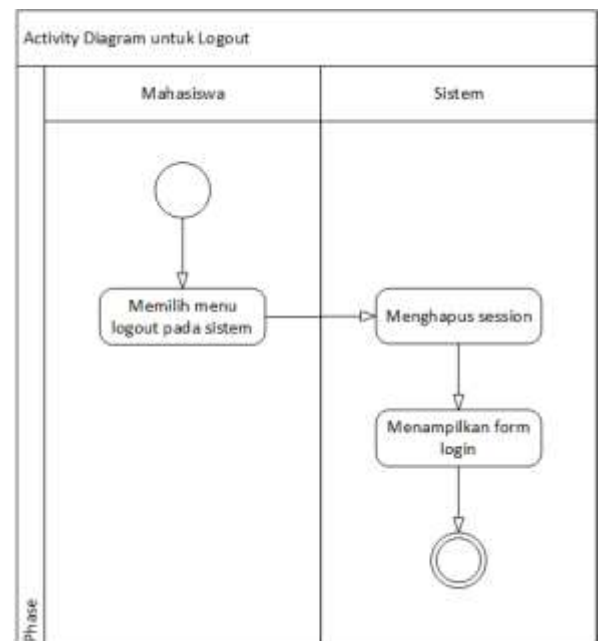 Activity Diagram untuk Logout
Mahasiswa
Sistem
Memilih menu
logout pada sistem
Menghapus session
Menampilkan form
login
Phase